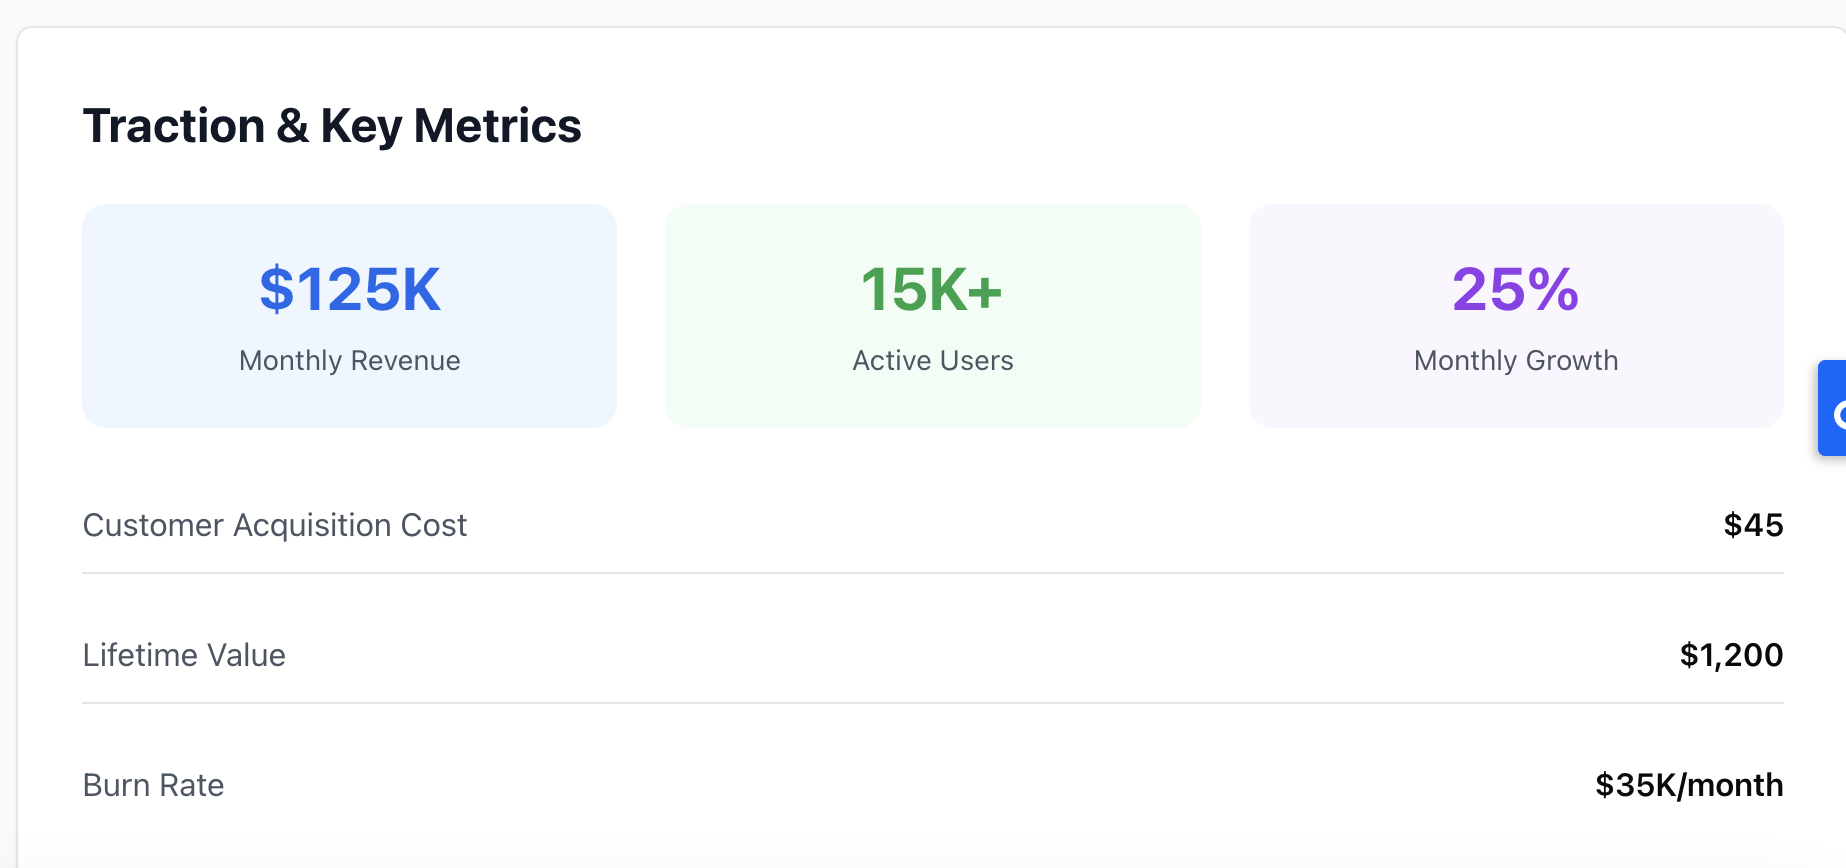 Traction & Key Metrics
$125K
Monthly Revenue
15K+
Active Users
25%
Monthly Growth
Customer Acquisition Cost
$45
Lifetime Value
$1,200
Burn Rate
$35K/month